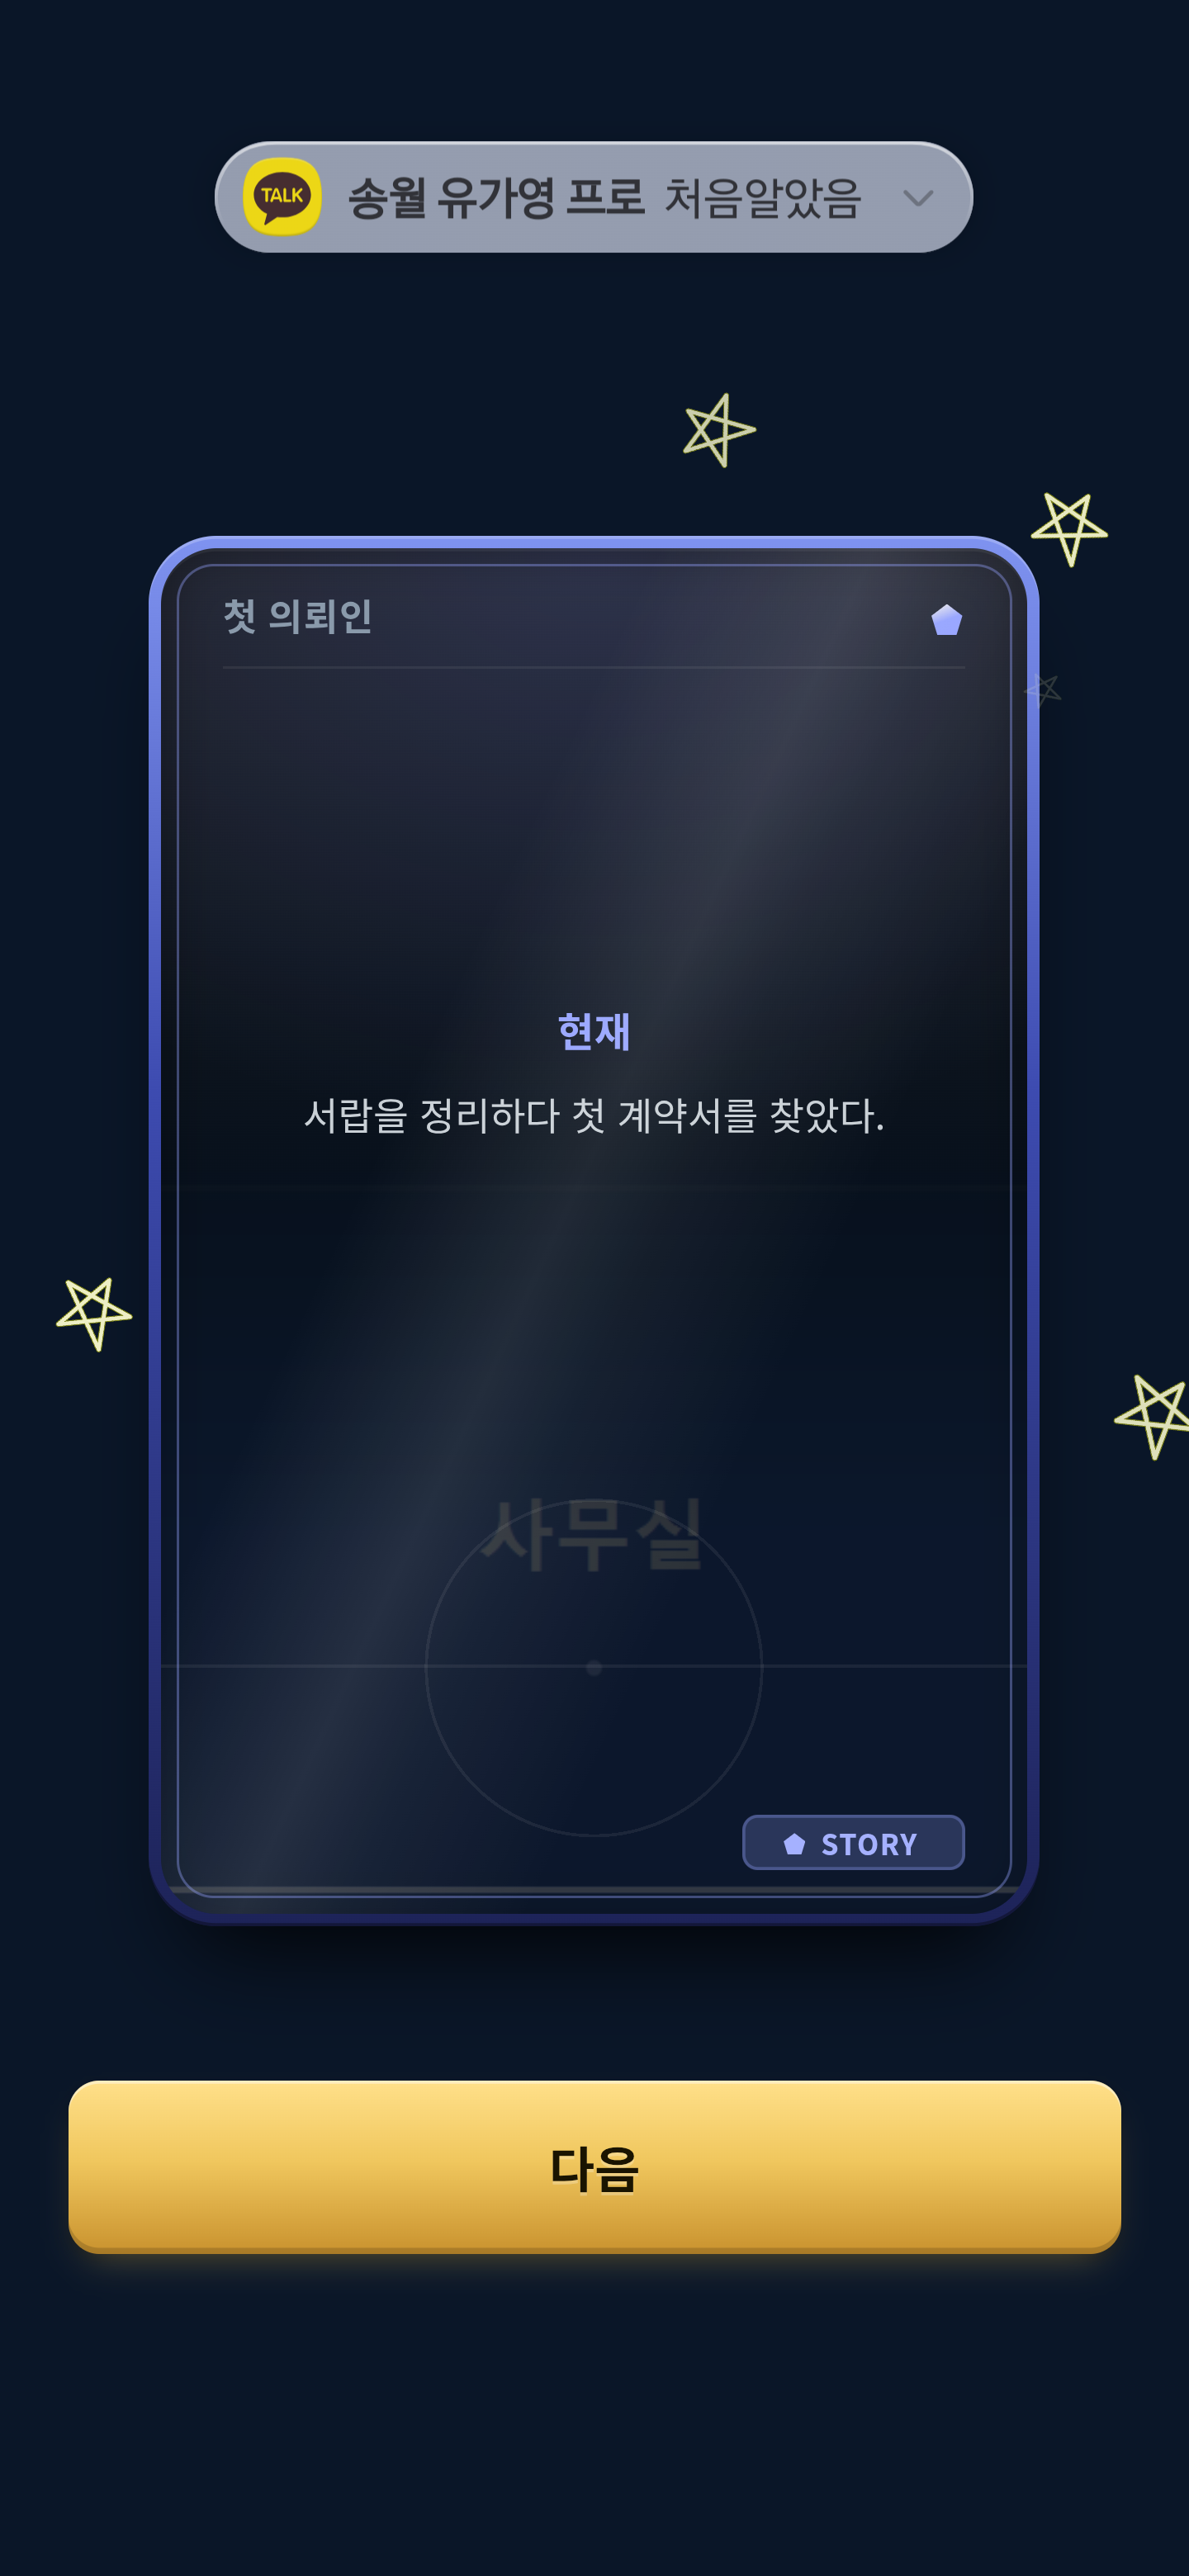 TALK 송월 유가영 프로 처음알았음
첫 의뢰인
현재
서랍을 정리하다 첫 계약서를 찾았다.
사무실
STORY
다음